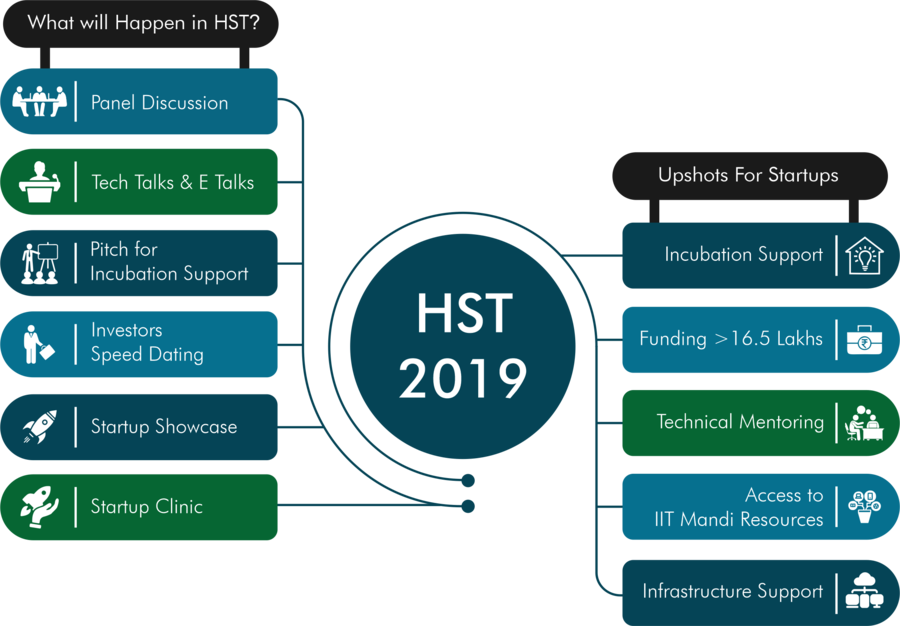 What will Happen in HST?
Panel Discussion
Tech Talks & E Talks
Pitch for
Incubation Support
Investors
Speed Dating
Startup Showcase
Startup Clinic
HST
2019
Upshots For Startups
Incubation Support
Funding >16.5 Lakhs
₹
Technical Mentoring
Access to
IIT Mandi Resources
Infrastructure Support